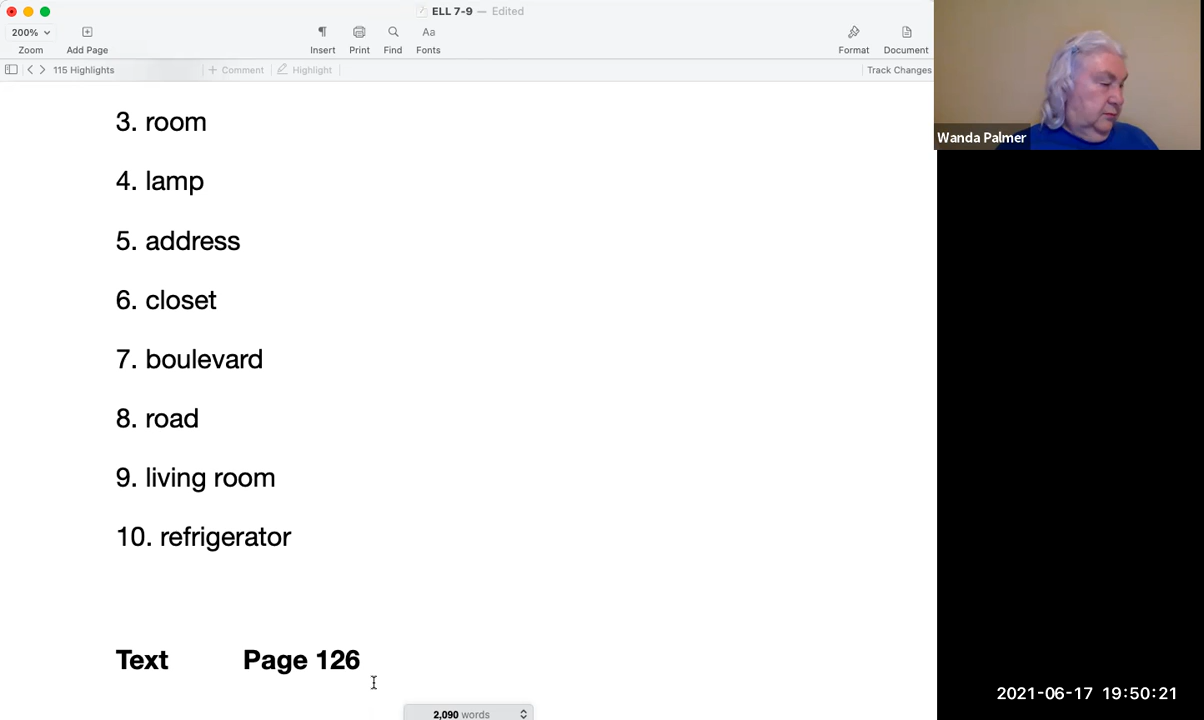 ELL 7-9 — Edited
200%
Zoom
Add Page
Insert
Print
Find
Aa
Fonts
Format
Document
115 Highlights
+ Comment
Highlight
Track Changes
3. room
4. lamp
5. address
6. closet
7. boulevard
8. road
9. living room
10. refrigerator
Text Page 126
2,090 words
Wanda Palmer
2021-06-17 19:50:21